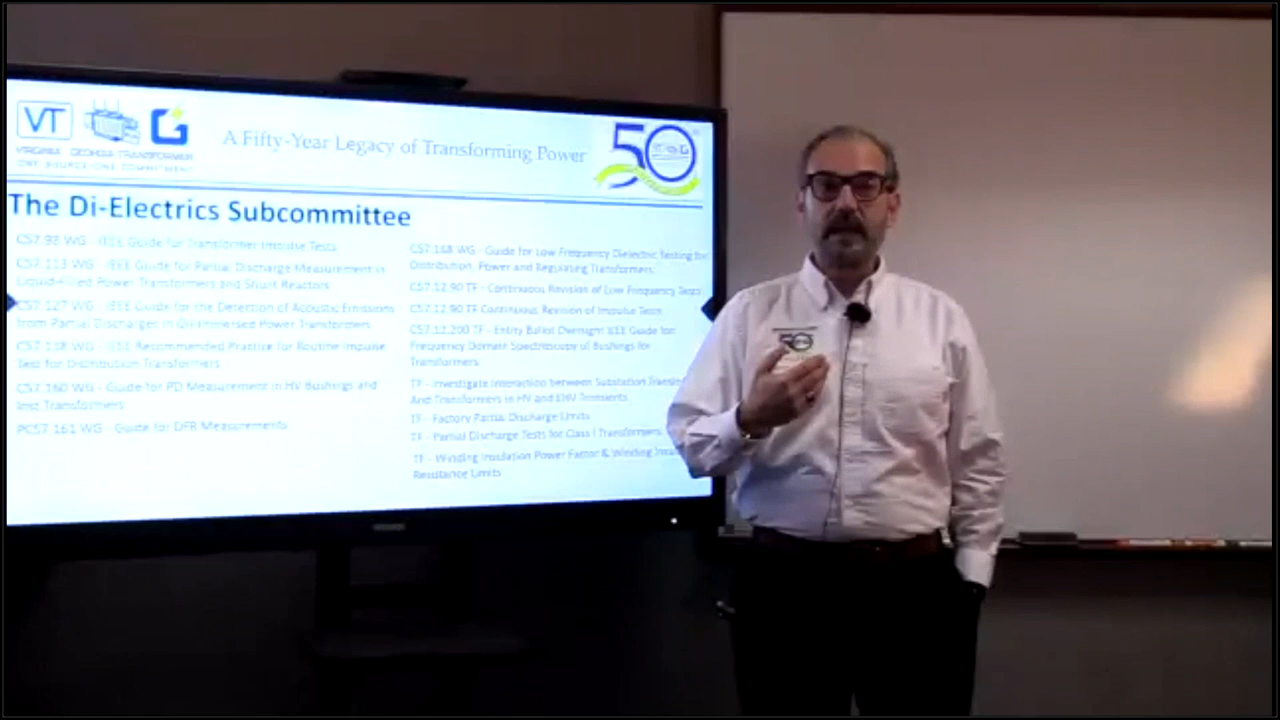 VT
G
VIRGINIA GEORGIA TRANSFORMER
ONE SOURCE ONE COMMITMENT
A Fifty-Year Legacy of Transforming Power
50
The Di-Electrics Subcommittee
C57.98 WG - IEEE Guide for Transformer Impulse Tests
C57.113 WG - IEEE Guide for Partial Discharge Measurement in
Liquid-Filled Power Transformers and Shunt Reactors
C57.127 WG - IEEE Guide for the Detection of Acoustic Emissions
from Partial Discharges in Oil-Immersed Power Transformers
C57.138 WG - IEEE Recommended Practice for Routine Impulse
Test for Distribution Transformers
C57.160 WG - Guide for PD Measurement in HV Bushings and
Inst Transformers
PC57.161 WG - Guide for DFR Measurements
C57.168 WG - Guide for Low Frequency Dielectric Testing for
Distribution, Power and Regulating Transformers
C57.12.90 TF - Continuous Revision of Low Frequency Tests
C57.12.90 TF Continuous Revision of Impulse Tests
C57.12.200 TF - Entity Ballot Oversight IEEE Guide for
Frequency Domain Spectroscopy of Bushings for
Transformers
TF - Investigate Interaction between Substation
And Transformers in HV and EHV Transients
TF - Factory Partial Discharge Limits
TF - Partial Discharge Tests for Class I Transformers
TF - Winding Insulation Power Factor & Winding
Resistance Limits
50